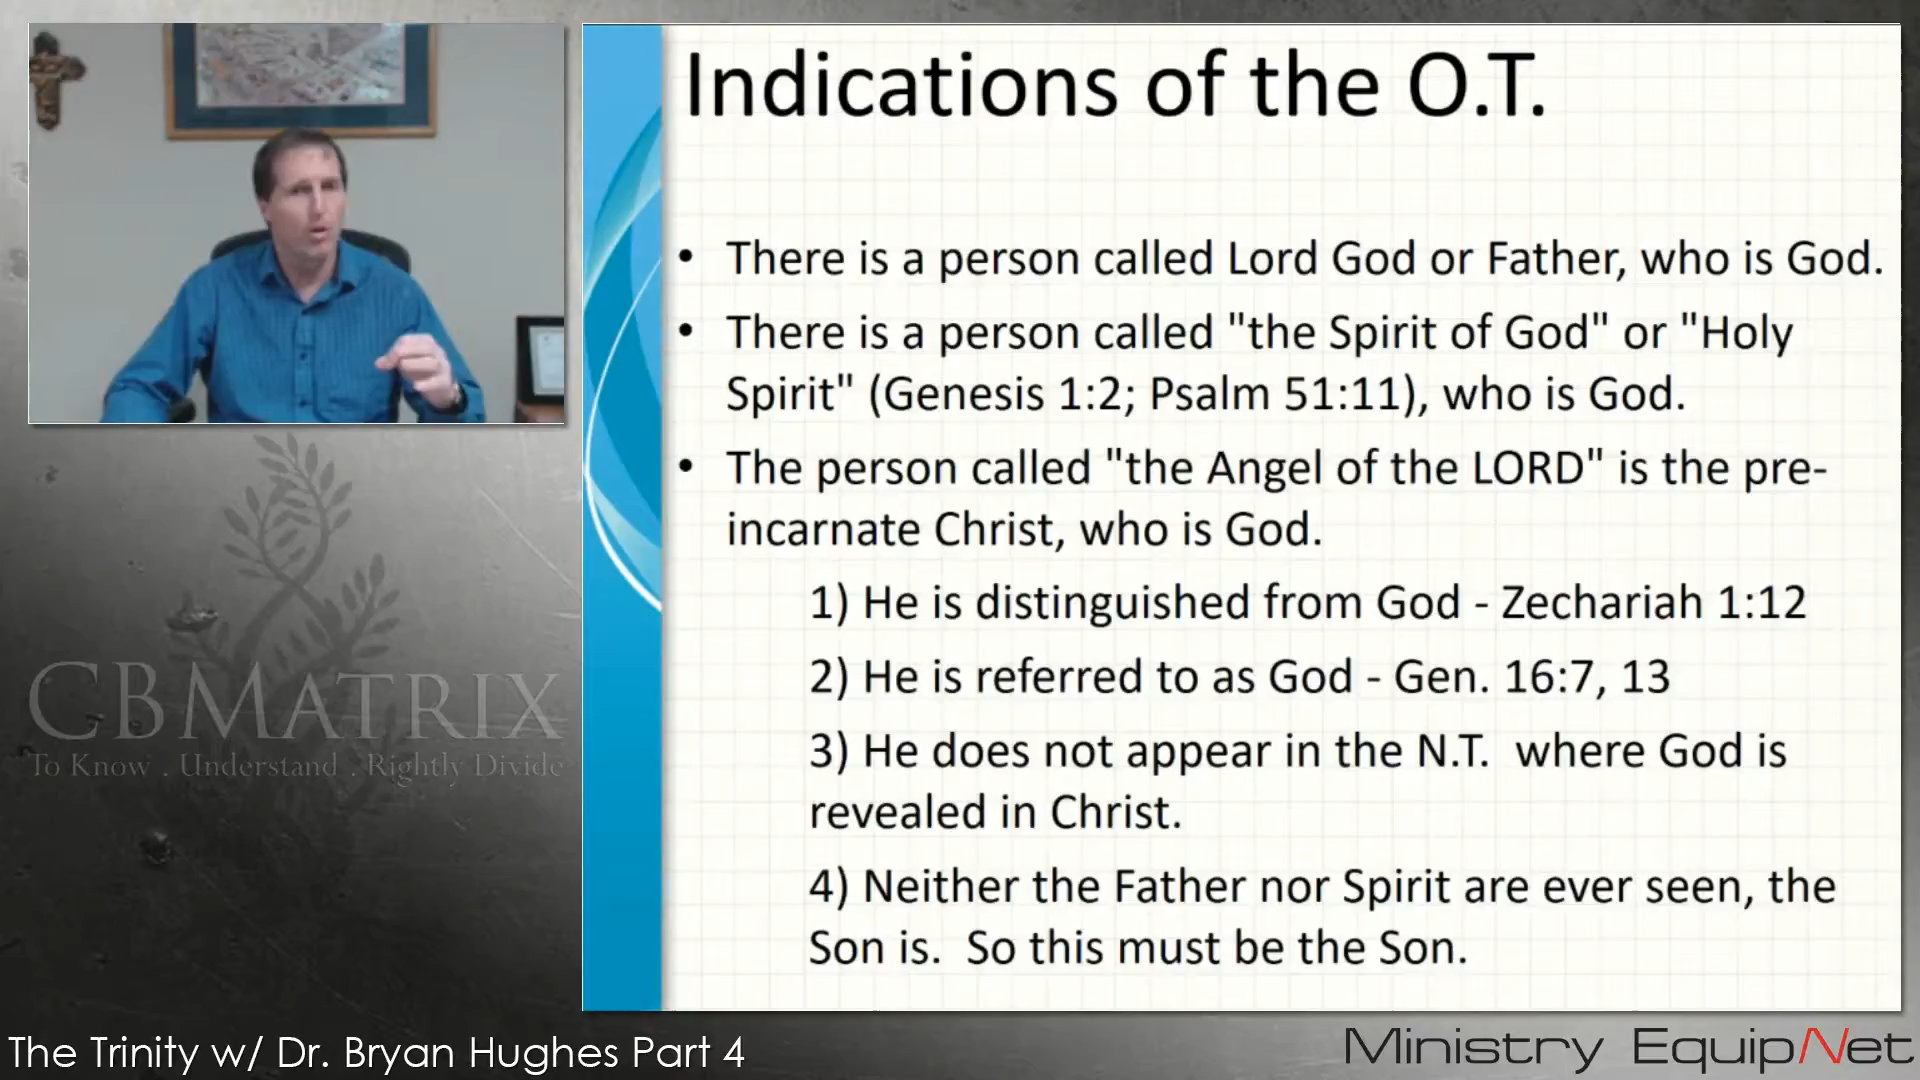 Indications of the O.T.
• There is a person called Lord God or Father, who is God.
• There is a person called "the Spirit of God" or "Holy
Spirit" (Genesis 1:2; Psalm 51:11), who is God.
• The person called "the Angel of the LORD" is the pre-
incarnate Christ, who is God.
1) He is distinguished from God - Zechariah 1:12
2) He is referred to as God - Gen. 16:7, 13
3) He does not appear in the N.T.  where God is
revealed in Christ.
4) Neither the Father nor Spirit are ever seen, the
Son is.  So this must be the Son.
CBMATRIX
To Know . Understand . Rightly Divide
The Trinity w/ Dr. Bryan Hughes Part 4
Ministry EquipNet